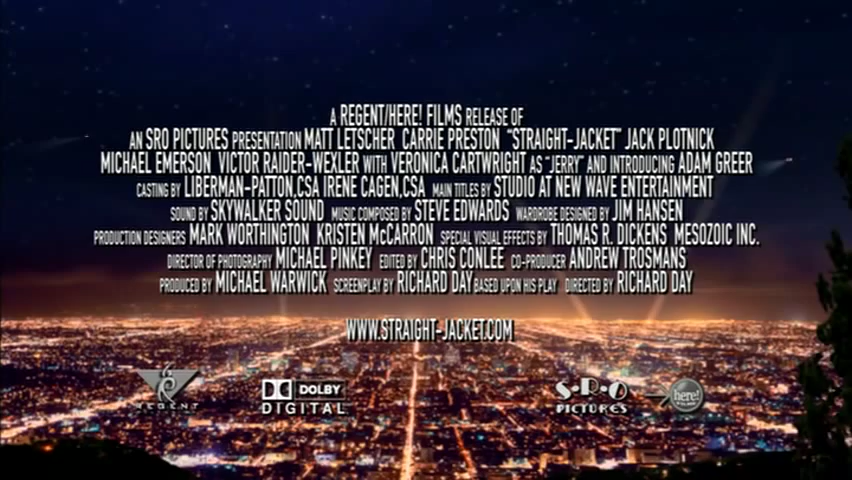 A REGENT/HERE! FILMS RELEASE OF
AN SRO PICTURES PRESENTATION MATT LETSCHER CARRIE PRESTON "STRAIGHT-JACKET" JACK PLOTNICK
MICHAEL EMERSON VICTOR RAIDER-WEXLER WITH VERONICA CARTWRIGHT AS "JERRY" AND INTRODUCING ADAM GREER
CASTING BY LIBERMAN-PATTON,CSA IRENE CAGEN,CSA MAIN TITLES BY STUDIO AT NEW WAVE ENTERTAINMENT
SOUND BY SKYWALKER SOUND MUSIC COMPOSED BY STEVE EDWARDS WARDROBE DESIGNED BY JIM HANSEN
PRODUCTION DESIGNERS MARK WORTHINGTON KRISTEN McCARRON SPECIAL VISUAL EFFECTS BY THOMAS R. DICKENS MESOZOIC INC.
DIRECTOR OF PHOTOGRAPHY MICHAEL PINKEY EDITED BY CHRIS CONLEE CO-PRODUCER ANDREW TROSMANS
PRODUCED BY MICHAEL WARWICK SCREENPLAY BY RICHARD DAY BASED UPON HIS PLAY DIRECTED BY RICHARD DAY
WWW.STRAIGHT-JACKET.COM
REGENT
DOLBY
DIGITAL
S·R·O
PICTURES
here!